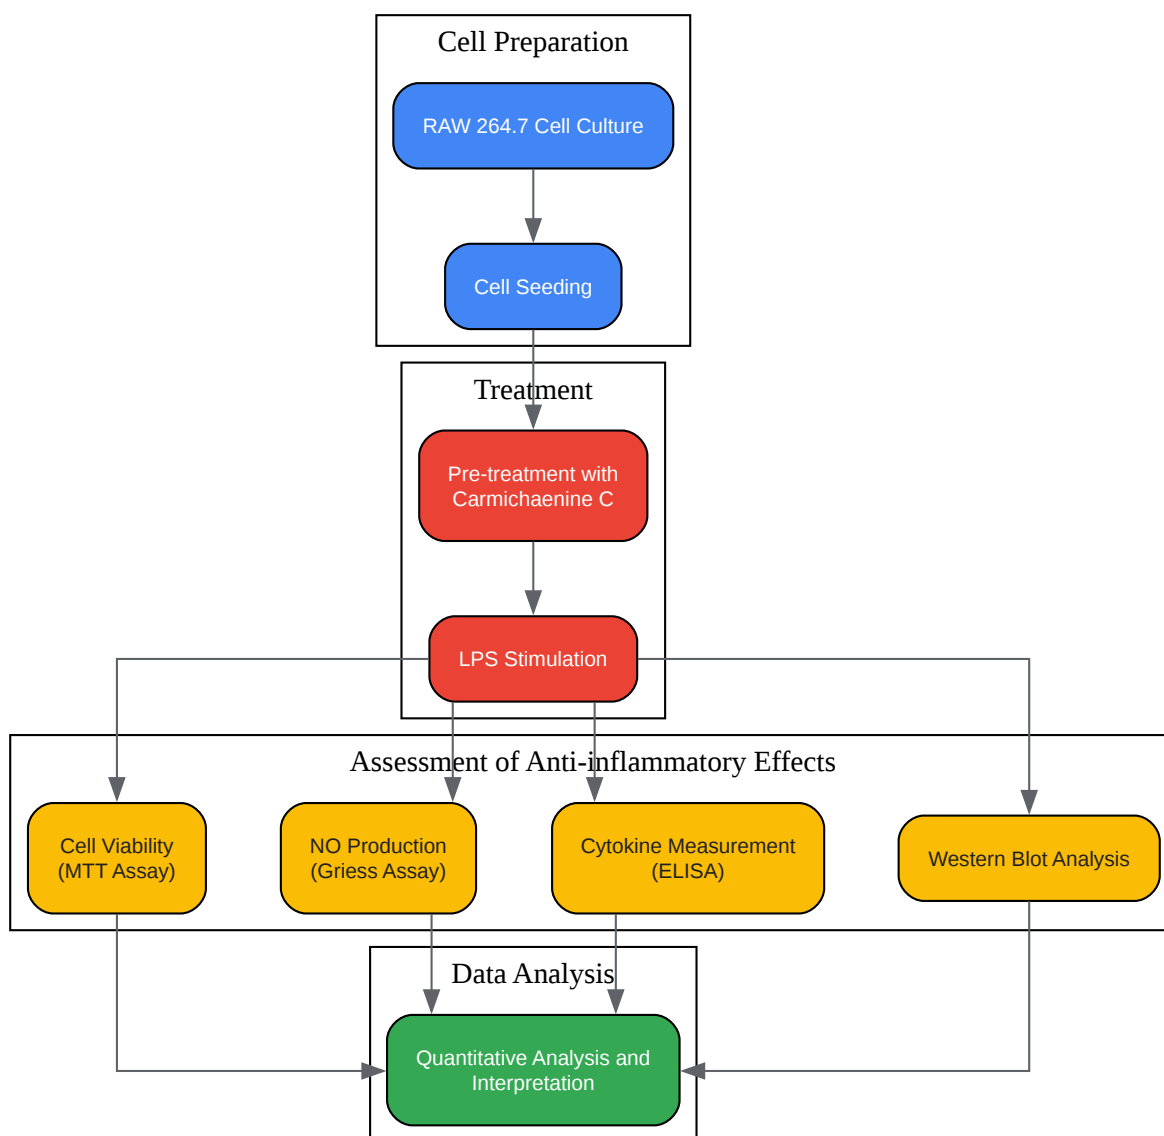 Cell Preparation
RAW 264.7 Cell Culture
Cell Seeding
Treatment
Pre-treatment with
Carmichaenine C
LPS Stimulation
Assessment of Anti-inflammatory Effects
Cell Viability
(MTT Assay)
NO Production
(Griess Assay)
Cytokine Measurement
(ELISA)
Western Blot Analysis
Data Analysis
Quantitative Analysis and
Interpretation